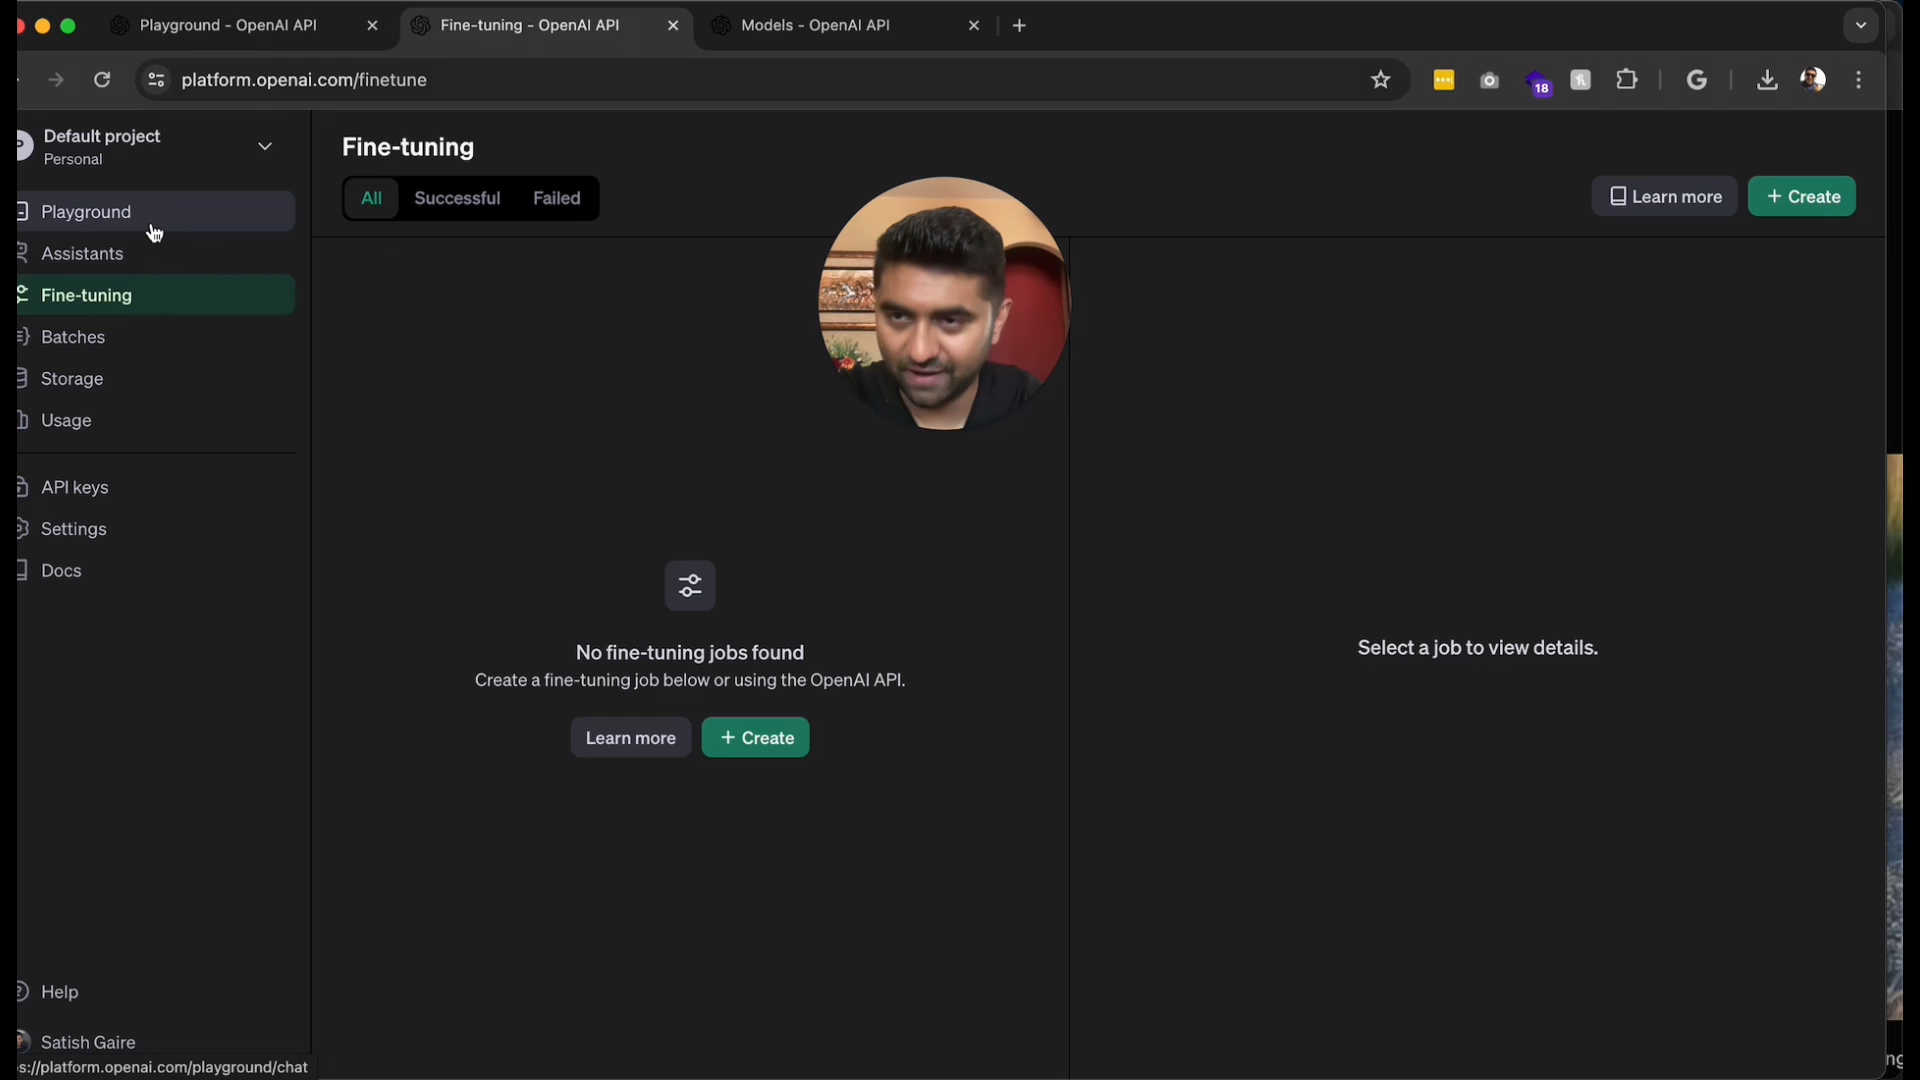 Playground - OpenAI API
Fine-tuning - OpenAI API
Models - OpenAI API
platform.openai.com/finetune
18
Default project
Personal
Playground
Assistants
Fine-tuning
Batches
Storage
Usage
API keys
Settings
Docs
Help
Satish Gaire
s://platform.openai.com/playground/chat
Fine-tuning
All
Successful
Failed
Learn more
+ Create
No fine-tuning jobs found
Create a fine-tuning job below or using the OpenAI API.
Learn more
+ Create
Select a job to view details.